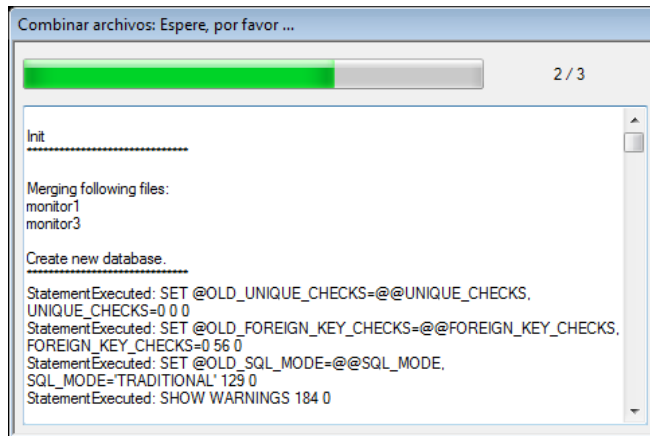 Combinar archivos: Espere, por favor ...
2 / 3
Init
******************************
Merging following files:
monitor1
monitor3
Create new database.
******************************
StatementExecuted: SET @OLD_UNIQUE_CHECKS=@@UNIQUE_CHECKS,
UNIQUE_CHECKS=0 0 0
StatementExecuted: SET @OLD_FOREIGN_KEY_CHECKS=@@FOREIGN_KEY_CHECKS,
FOREIGN_KEY_CHECKS=0 56 0
StatementExecuted: SET @OLD_SQL_MODE=@@SQL_MODE,
SQL_MODE='TRADITIONAL' 129 0
StatementExecuted: SHOW WARNINGS 184 0